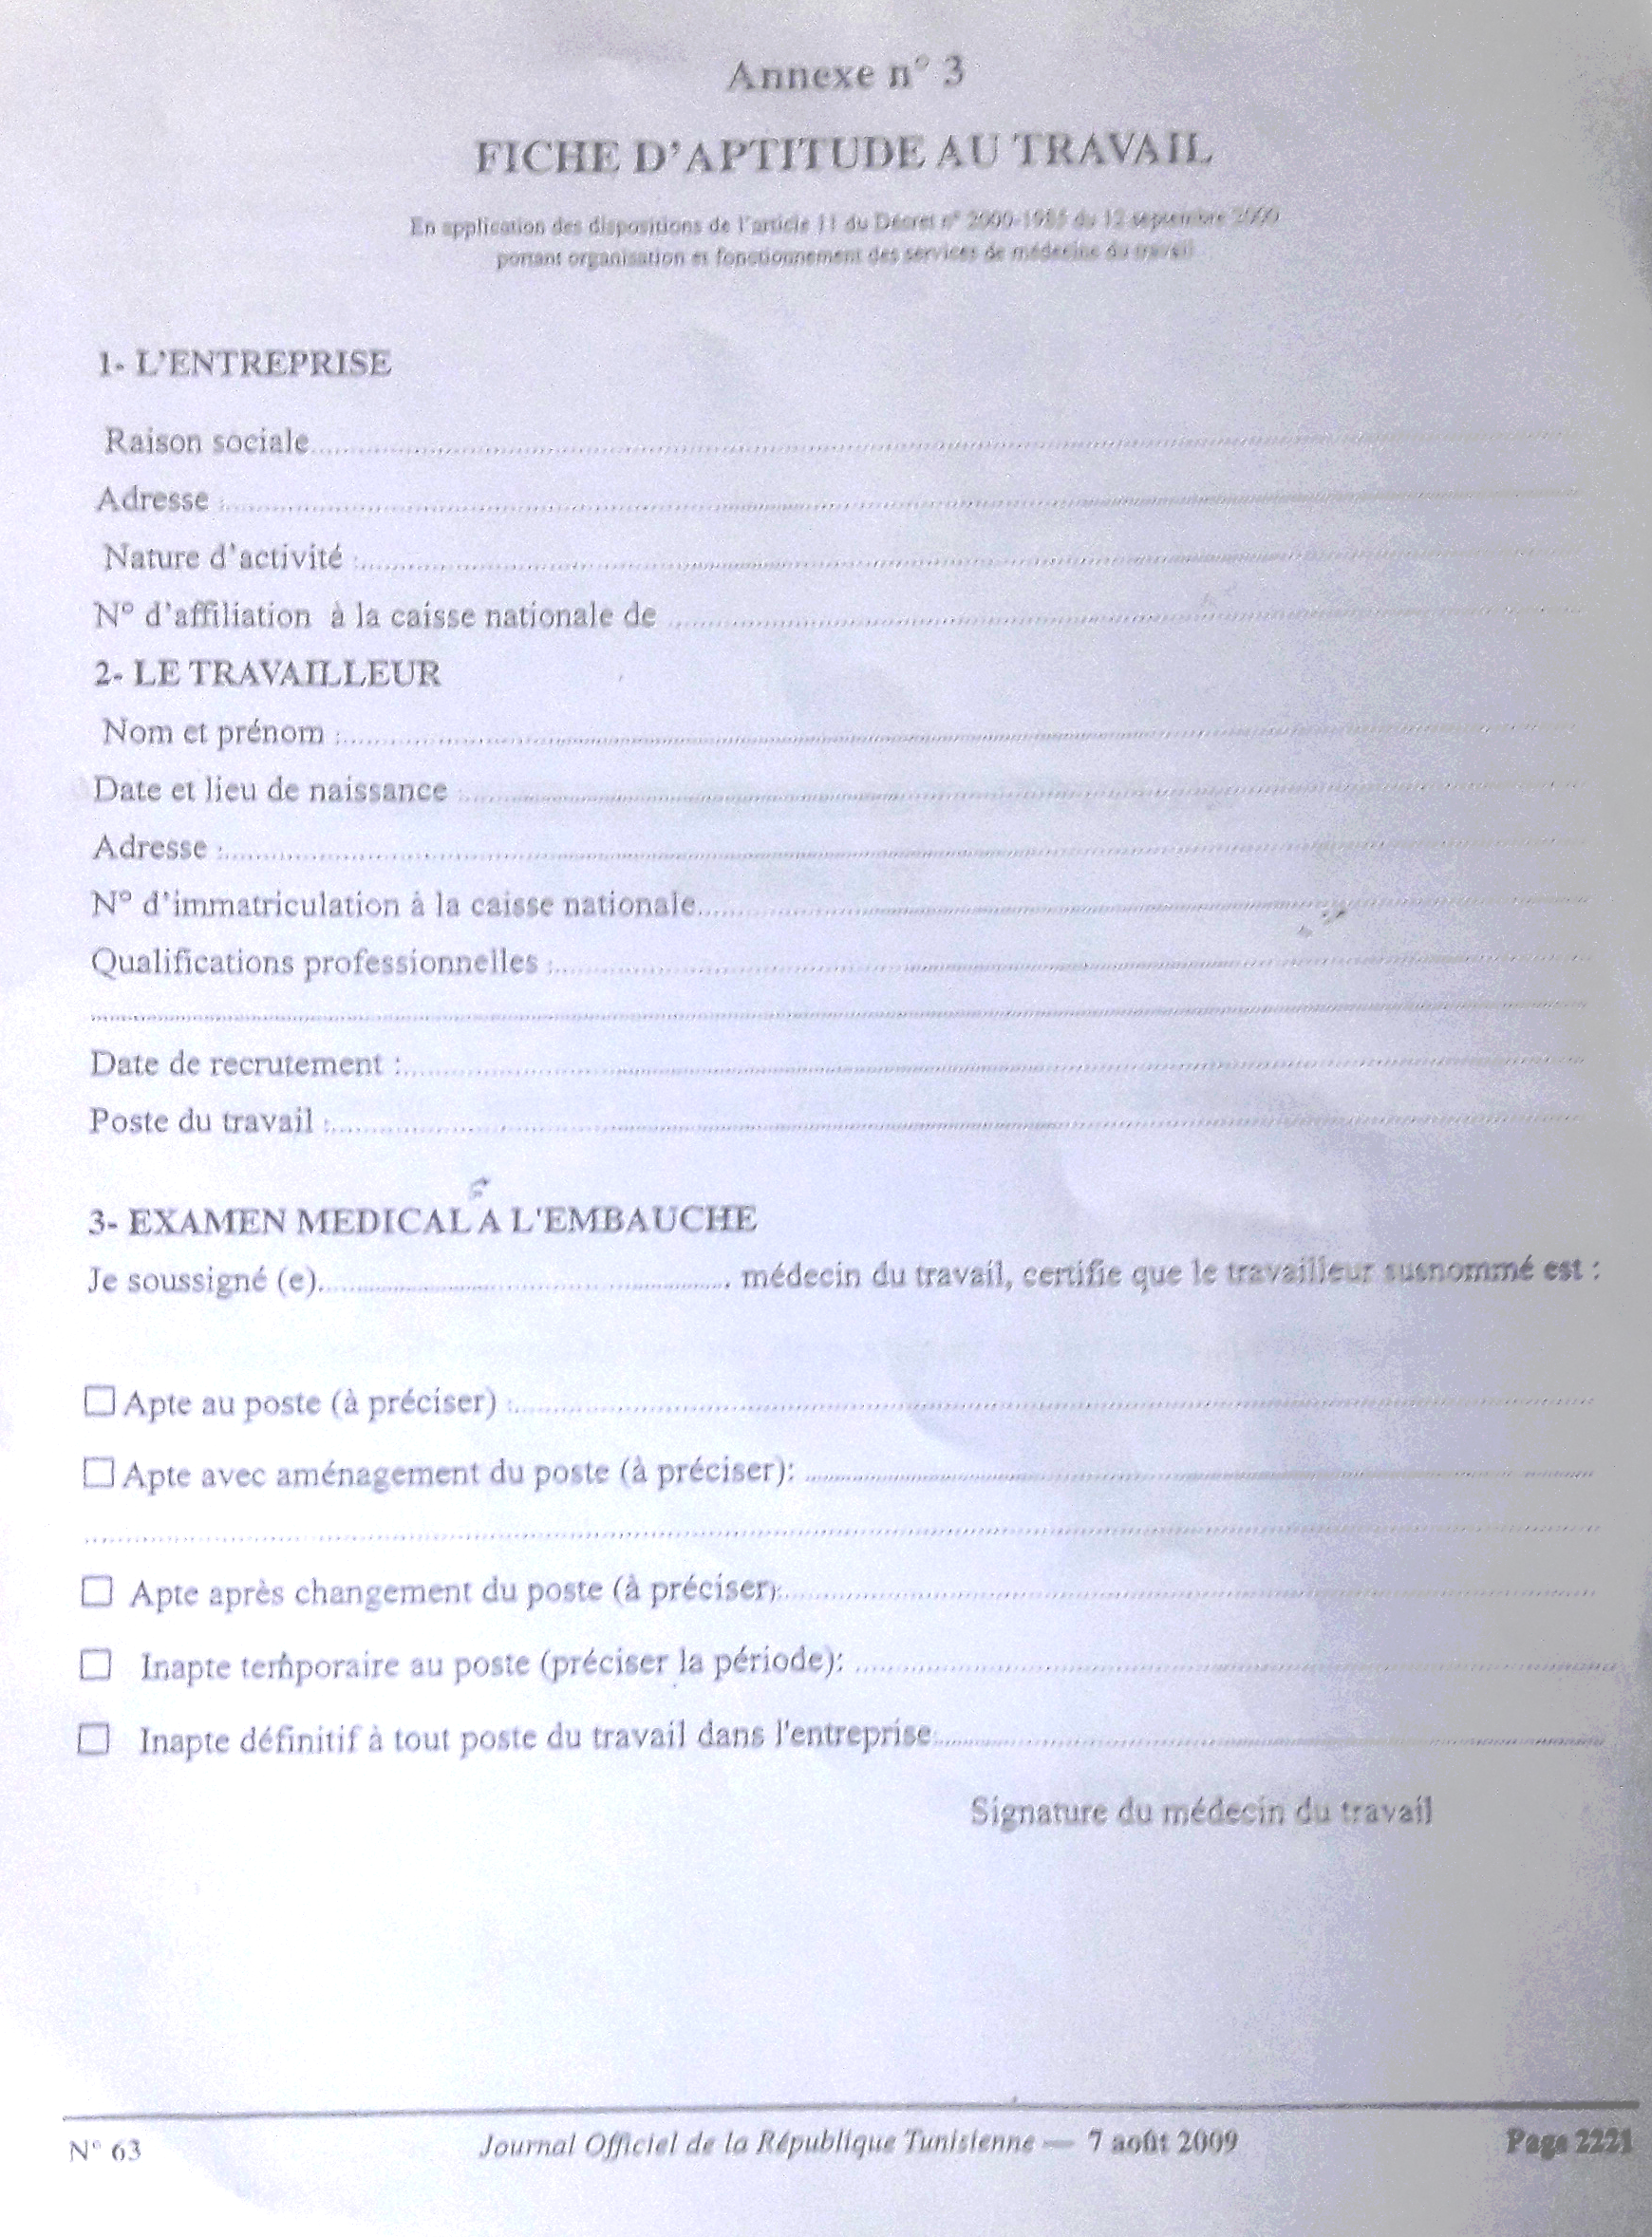 Annexe n° 3
FICHE D'APTITUDE AU TRAVAIL
En application des dispositions de l'article 11 du Décret n° 2000-1985 du 12 septembre 2000
portant organisation et fonctionnement des services de médecine du travail
1- L'ENTREPRISE
Raison sociale
Adresse :
Nature d'activité :
N° d'affiliation à la caisse nationale de
2- LE TRAVAILLEUR
Nom et prénom :
Date et lieu de naissance :
Adresse :
N° d'immatriculation à la caisse nationale
Qualifications professionnelles :
Date de recrutement :
Poste du travail :
3- EXAMEN MEDICAL A L'EMBAUCHE
Je soussigné (e) médecin du travail, certifie que le travailleur susnommé est :
Apte au poste (à préciser) :
Apte avec aménagement du poste (à préciser):
Apte après changement du poste (à préciser):
Inapte temporaire au poste (préciser la période):
Inapte définitif à tout poste du travail dans l'entreprise:
Signature du médecin du travail
N° 63 Journal Officiel de la République Tunisienne — 7 août 2009 Page 2221